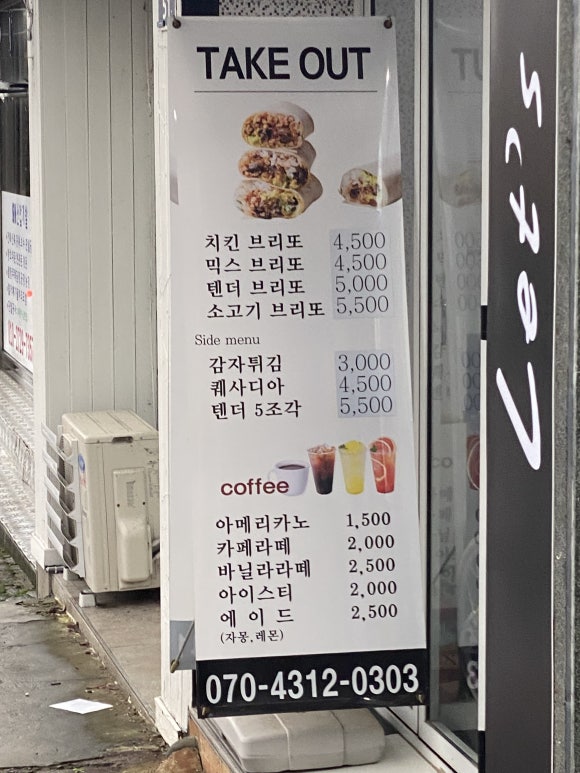 TAKE OUT
치킨 브리또 4,500
믹스 브리또 4,500
텐더 브리또 5,000
소고기 브리또 5,500
Side menu
감자튀김 3,000
퀘사디아 4,500
텐더 5조각 5,500
coffee
아메리카노 1,500
카페라떼 2,000
바닐라라떼 2,500
아이스티 2,000
에이드 2,500
(자몽,레몬)
070-4312-0303